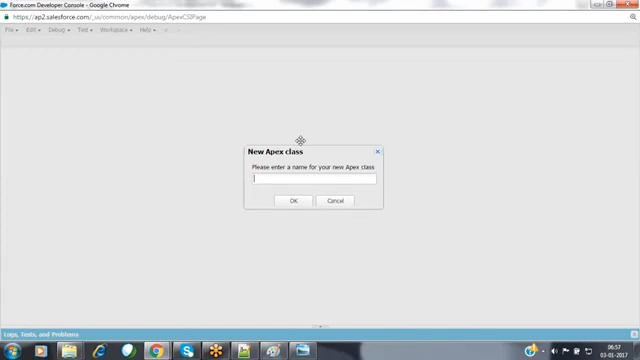 Force.com Developer Console - Google Chrome
https://ap2.salesforce.com/_ui/common/apex/debug/ApexCSIPage
File Edit Debug Test Workspace Help < >
New Apex class
Please enter a name for your new Apex class
OK Cancel
Logs, Tests, and Problems
06:57
03-01-2017